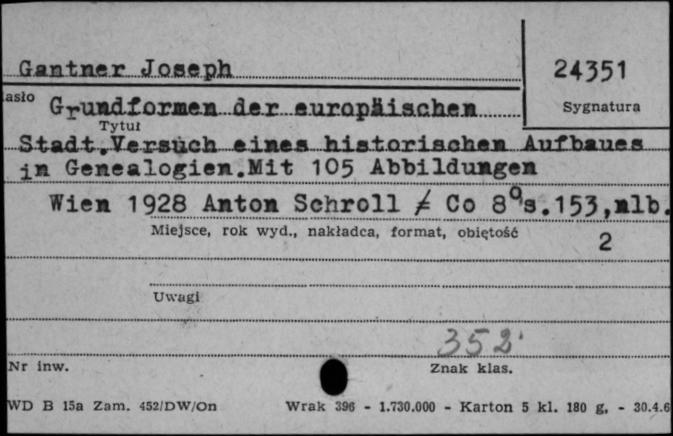 Gantner Joseph
24351
asło
Grundformen der europäischen
Sygnatura
Tytuł
Stadt.Versuch eines historischen Aufbaues
in Genealogien.Mit 105 Abbildungen
Wien 1928 Anton Schroll ≠ Co 8°s.153,nlb.
Miejsce, rok wyd., nakładca, format, obiętość
2
Uwagi
352
Nr inw.
Znak klas.
WD B 15a Zam. 452/DW/On
Wrak 396 - 1.730.000 - Karton 5 kl. 180 g. - 30.4.6